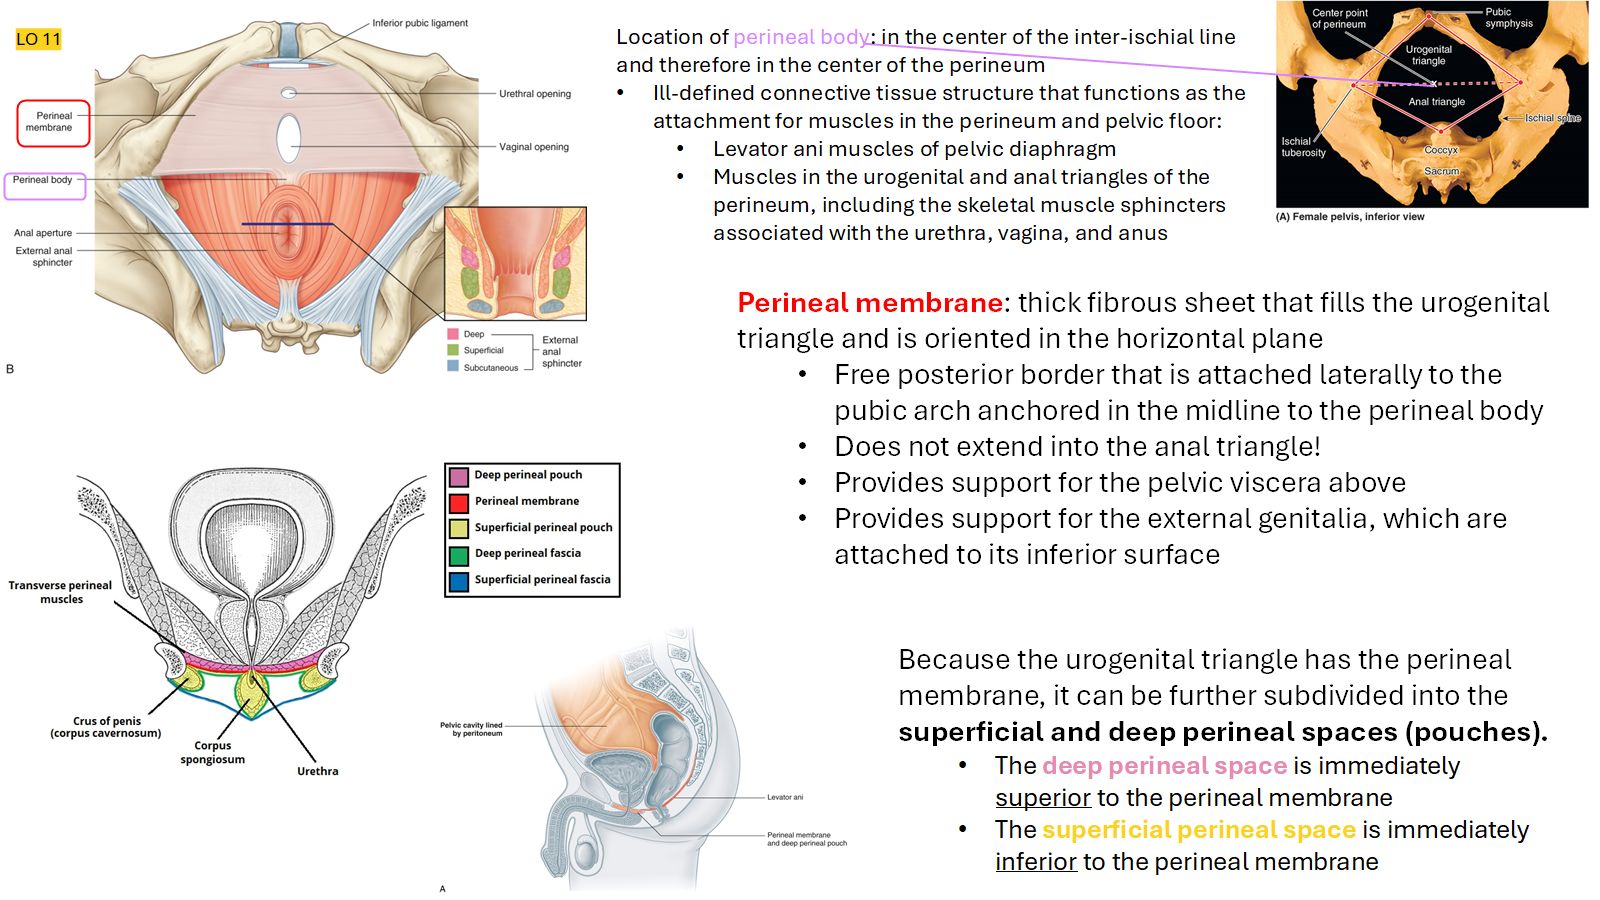 LO 11
Inferior pubic ligament
Perineal
membrane
Urethral opening
Vaginal opening
Perineal body
Anal aperture
External anal
sphincter
Deep
Superficial
Subcutaneous
External
anal
sphincter
B
Location of perineal body: in the center of the inter-ischial line
and therefore in the center of the perineum
• Ill-defined connective tissue structure that functions as the
attachment for muscles in the perineum and pelvic floor:
• Levator ani muscles of pelvic diaphragm
• Muscles in the urogenital and anal triangles of the
perineum, including the skeletal muscle sphincters
associated with the urethra, vagina, and anus
Center point
of perineum
Pubic
symphysis
Urogenital
triangle
x
Anal triangle
Ischial spine
Ischial
tuberosity
Coccyx
Sacrum
(A) Female pelvis, inferior view
Perineal membrane: thick fibrous sheet that fills the urogenital
triangle and is oriented in the horizontal plane
• Free posterior border that is attached laterally to the
pubic arch anchored in the midline to the perineal body
• Does not extend into the anal triangle!
• Provides support for the pelvic viscera above
• Provides support for the external genitalia, which are
attached to its inferior surface
Deep perineal pouch
Perineal membrane
Superficial perineal pouch
Deep perineal fascia
Superficial perineal fascia
Transverse perineal
muscles
Crus of penis
(corpus cavernosum)
Corpus
spongiosum
Urethra
Pelvic cavity lined
by peritoneum
Levator ani
Perineal membrane
and deep perineal pouch
A
Because the urogenital triangle has the perineal
membrane, it can be further subdivided into the
superficial and deep perineal spaces (pouches).
• The deep perineal space is immediately
superior to the perineal membrane
• The superficial perineal space is immediately
inferior to the perineal membrane